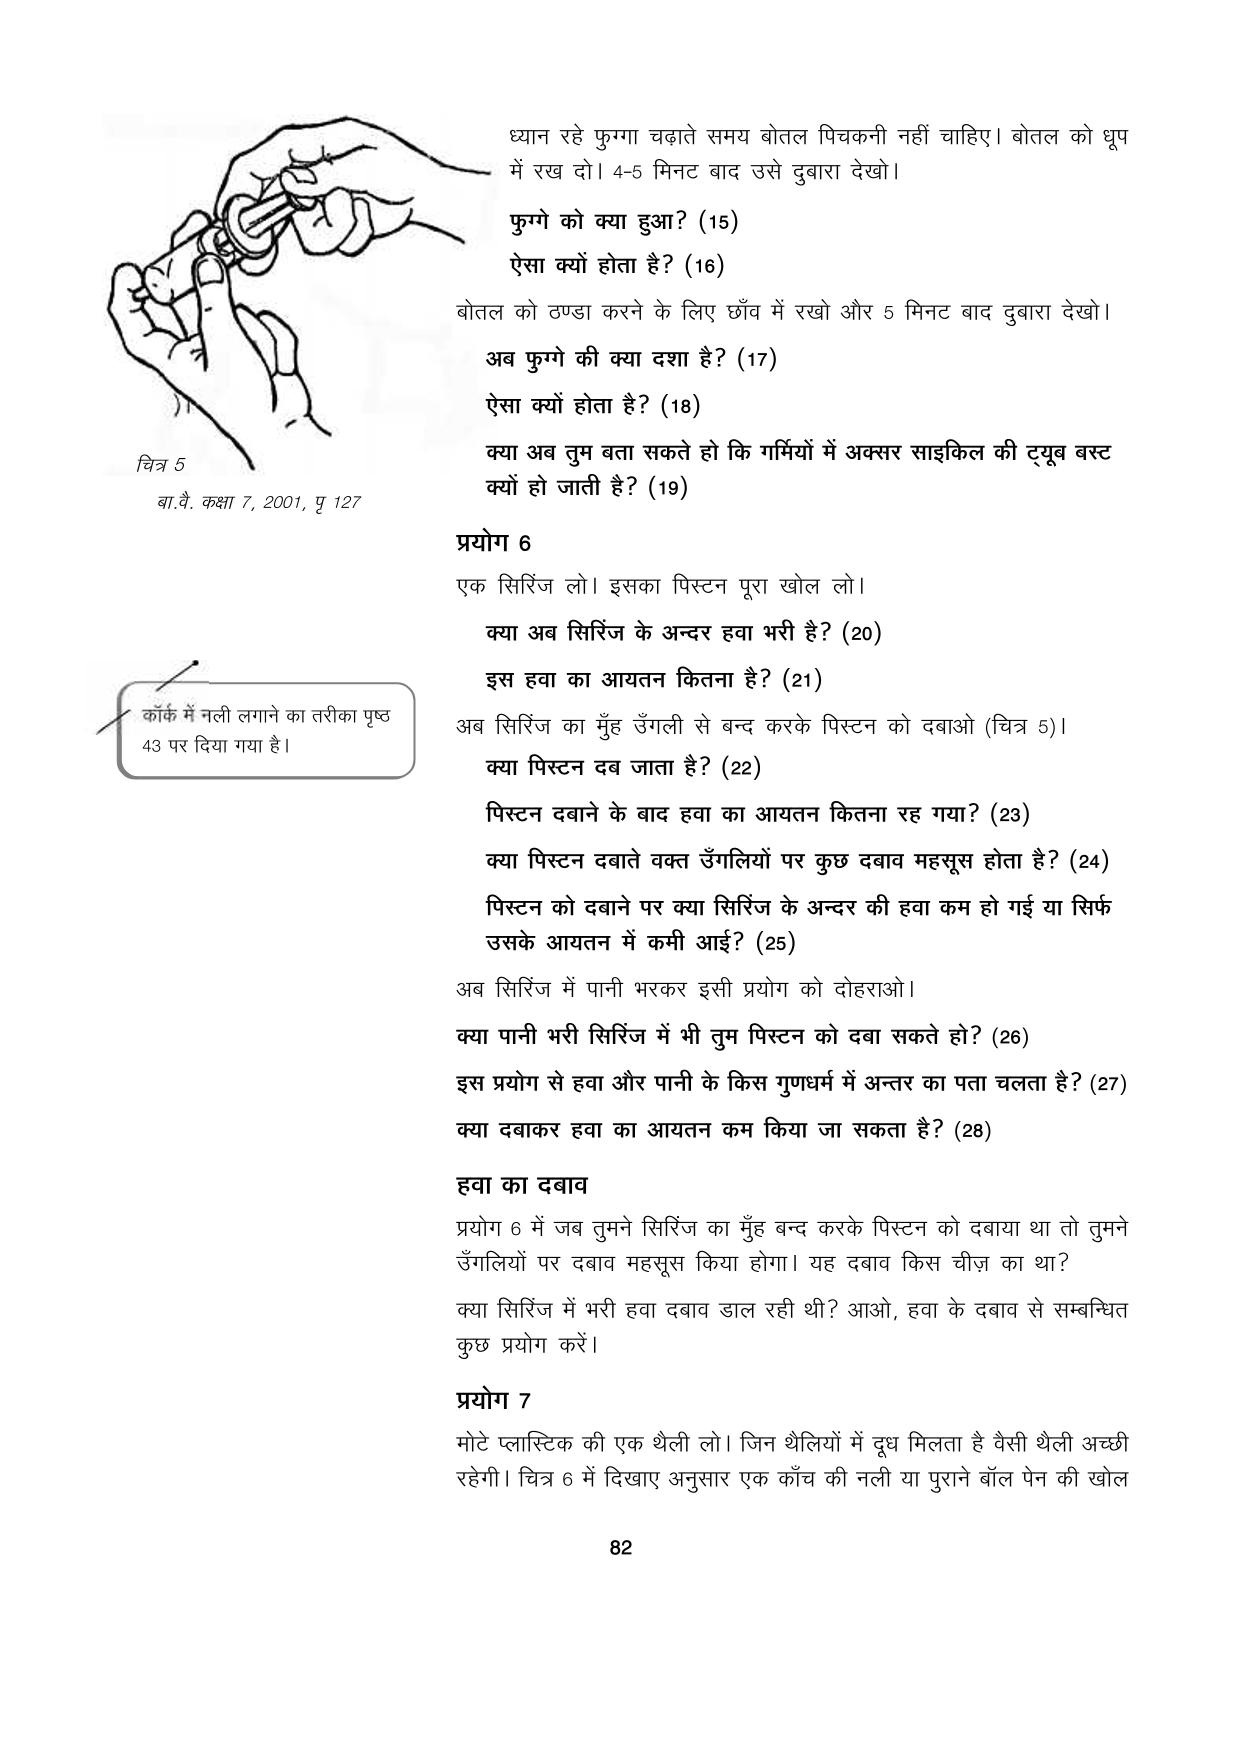 ध्यान रहे फुग्गा चढ़ाते समय बोतल पिचकनी नहीं चाहिए। बोतल को धूप
में रख दो। 4-5 मिनट बाद उसे दुबारा देखो।
फुग्गे को क्या हुआ? (15)
ऐसा क्यों होता है? (16)
बोतल को ठण्डा करने के लिए छाँव में रखो और 5 मिनट बाद दुबारा देखो।
अब फुग्गे की क्या दशा है? (17)
ऐसा क्यों होता है? (18)
क्या अब तुम बता सकते हो कि गर्मियों में अक्सर साइकिल की ट्यूब बस्ट
क्यों हो जाती है? (19)
चित्र 5
बा.वै. कक्षा 7, 2001, पृ 127
प्रयोग 6
एक सिरिंज लो। इसका पिस्टन पूरा खोल लो।
क्या अब सिरिंज के अन्दर हवा भरी है? (20)
इस हवा का आयतन कितना है? (21)
कॉर्क में नली लगाने का तरीका पृष्ठ
43 पर दिया गया है।
अब सिरिंज का मुँह उँगली से बन्द करके पिस्टन को दबाओ (चित्र 5)।
क्या पिस्टन दब जाता है? (22)
पिस्टन दबाने के बाद हवा का आयतन कितना रह गया? (23)
क्या पिस्टन दबाते वक्त उँगलियों पर कुछ दबाव महसूस होता है? (24)
पिस्टन को दबाने पर क्या सिरिंज के अन्दर की हवा कम हो गई या सिर्फ
उसके आयतन में कमी आई? (25)
अब सिरिंज में पानी भरकर इसी प्रयोग को दोहराओ।
क्या पानी भरी सिरिंज में भी तुम पिस्टन को दबा सकते हो? (26)
इस प्रयोग से हवा और पानी के किस गुणधर्म में अन्तर का पता चलता है? (27)
क्या दबाकर हवा का आयतन कम किया जा सकता है? (28)
हवा का दबाव
प्रयोग 6 में जब तुमने सिरिंज का मुँह बन्द करके पिस्टन को दबाया था तो तुमने
उँगलियों पर दबाव महसूस किया होगा। यह दबाव किस चीज़ का था?
क्या सिरिंज में भरी हवा दबाव डाल रही थी? आओ, हवा के दबाव से सम्बन्धित
कुछ प्रयोग करें।
प्रयोग 7
मोटे प्लास्टिक की एक थैली लो। जिन थैलियों में दूध मिलता है वैसी थैली अच्छी
रहेगी। चित्र 6 में दिखाए अनुसार एक काँच की नली या पुराने बॉल पेन की खोल
82